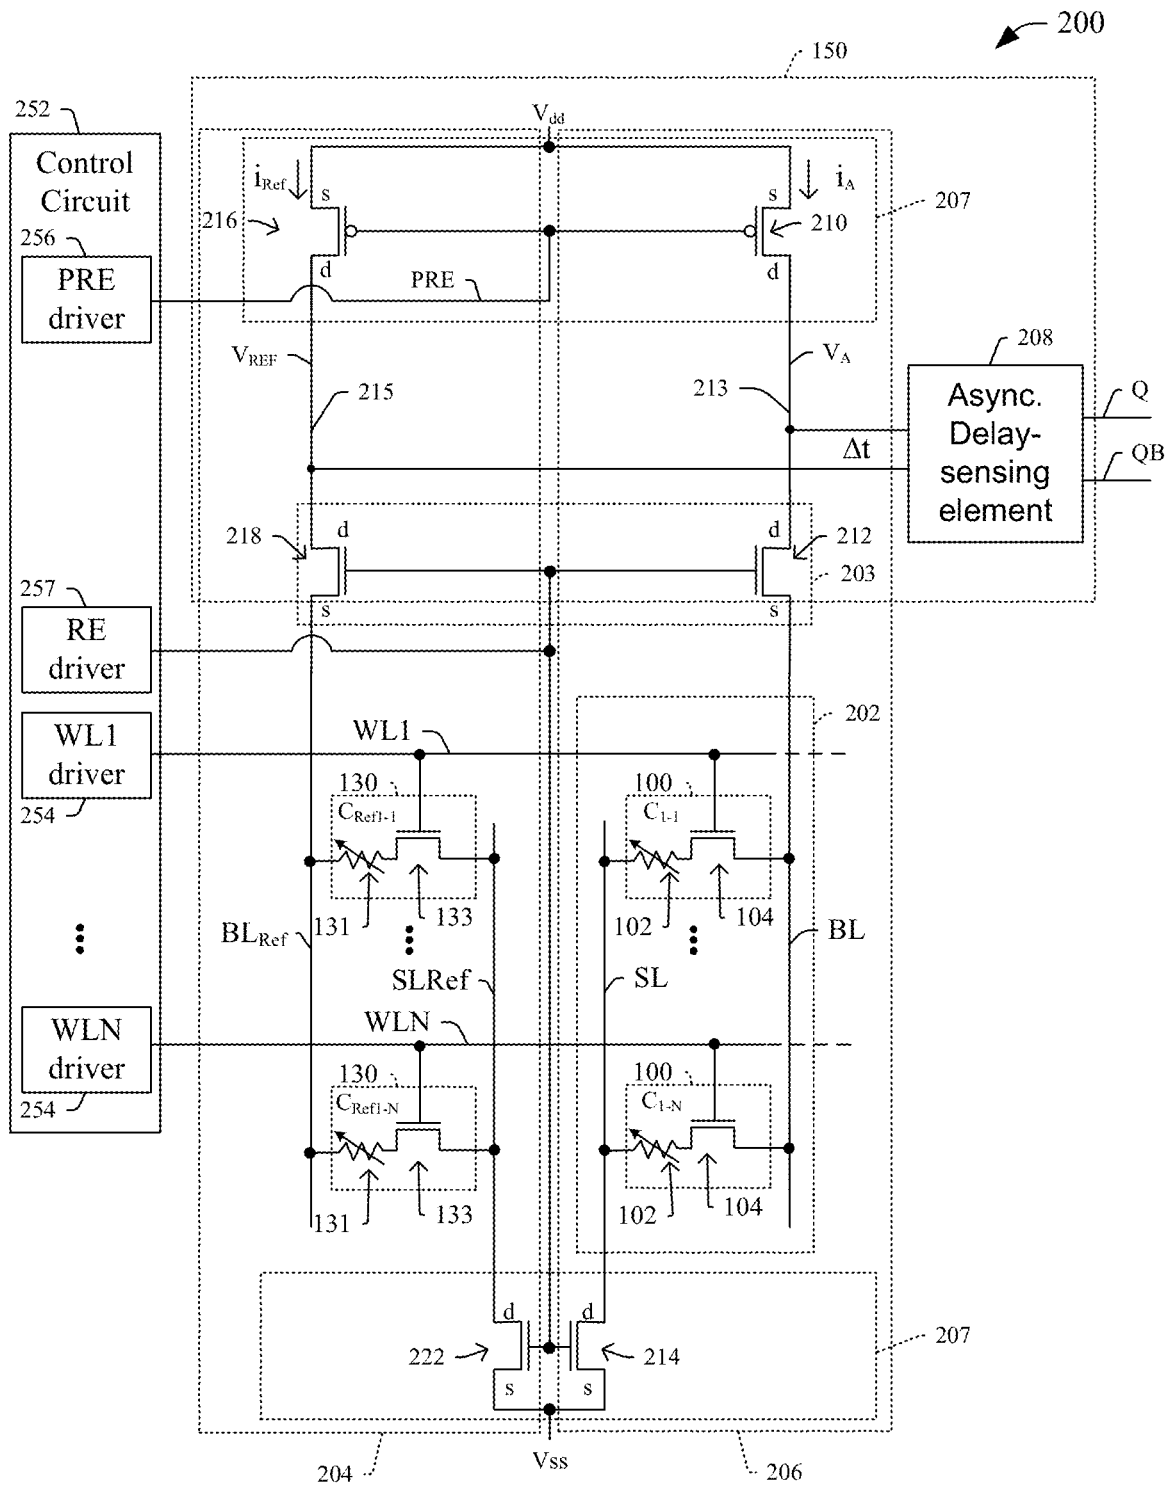 200
150
252
Control
Circuit
256
PRE
driver
257
RE
driver
WL1
driver
254
WLN
driver
254
Vdd
iRef
s
216
d
s
iA
210
d
207
PRE
VREF
215
VA
213
208
Async.
Delay-
sensing
element
Q
QB
Δt
218
d
s
d
212
s
203
202
WL1
130
CRef1-1
131
133
100
C1-1
102
104
BLRef
BL
SLRef
SL
WLN
130
CRef1-N
131
133
100
C1-N
102
104
d
222
s
d
214
s
207
VSS
204
206